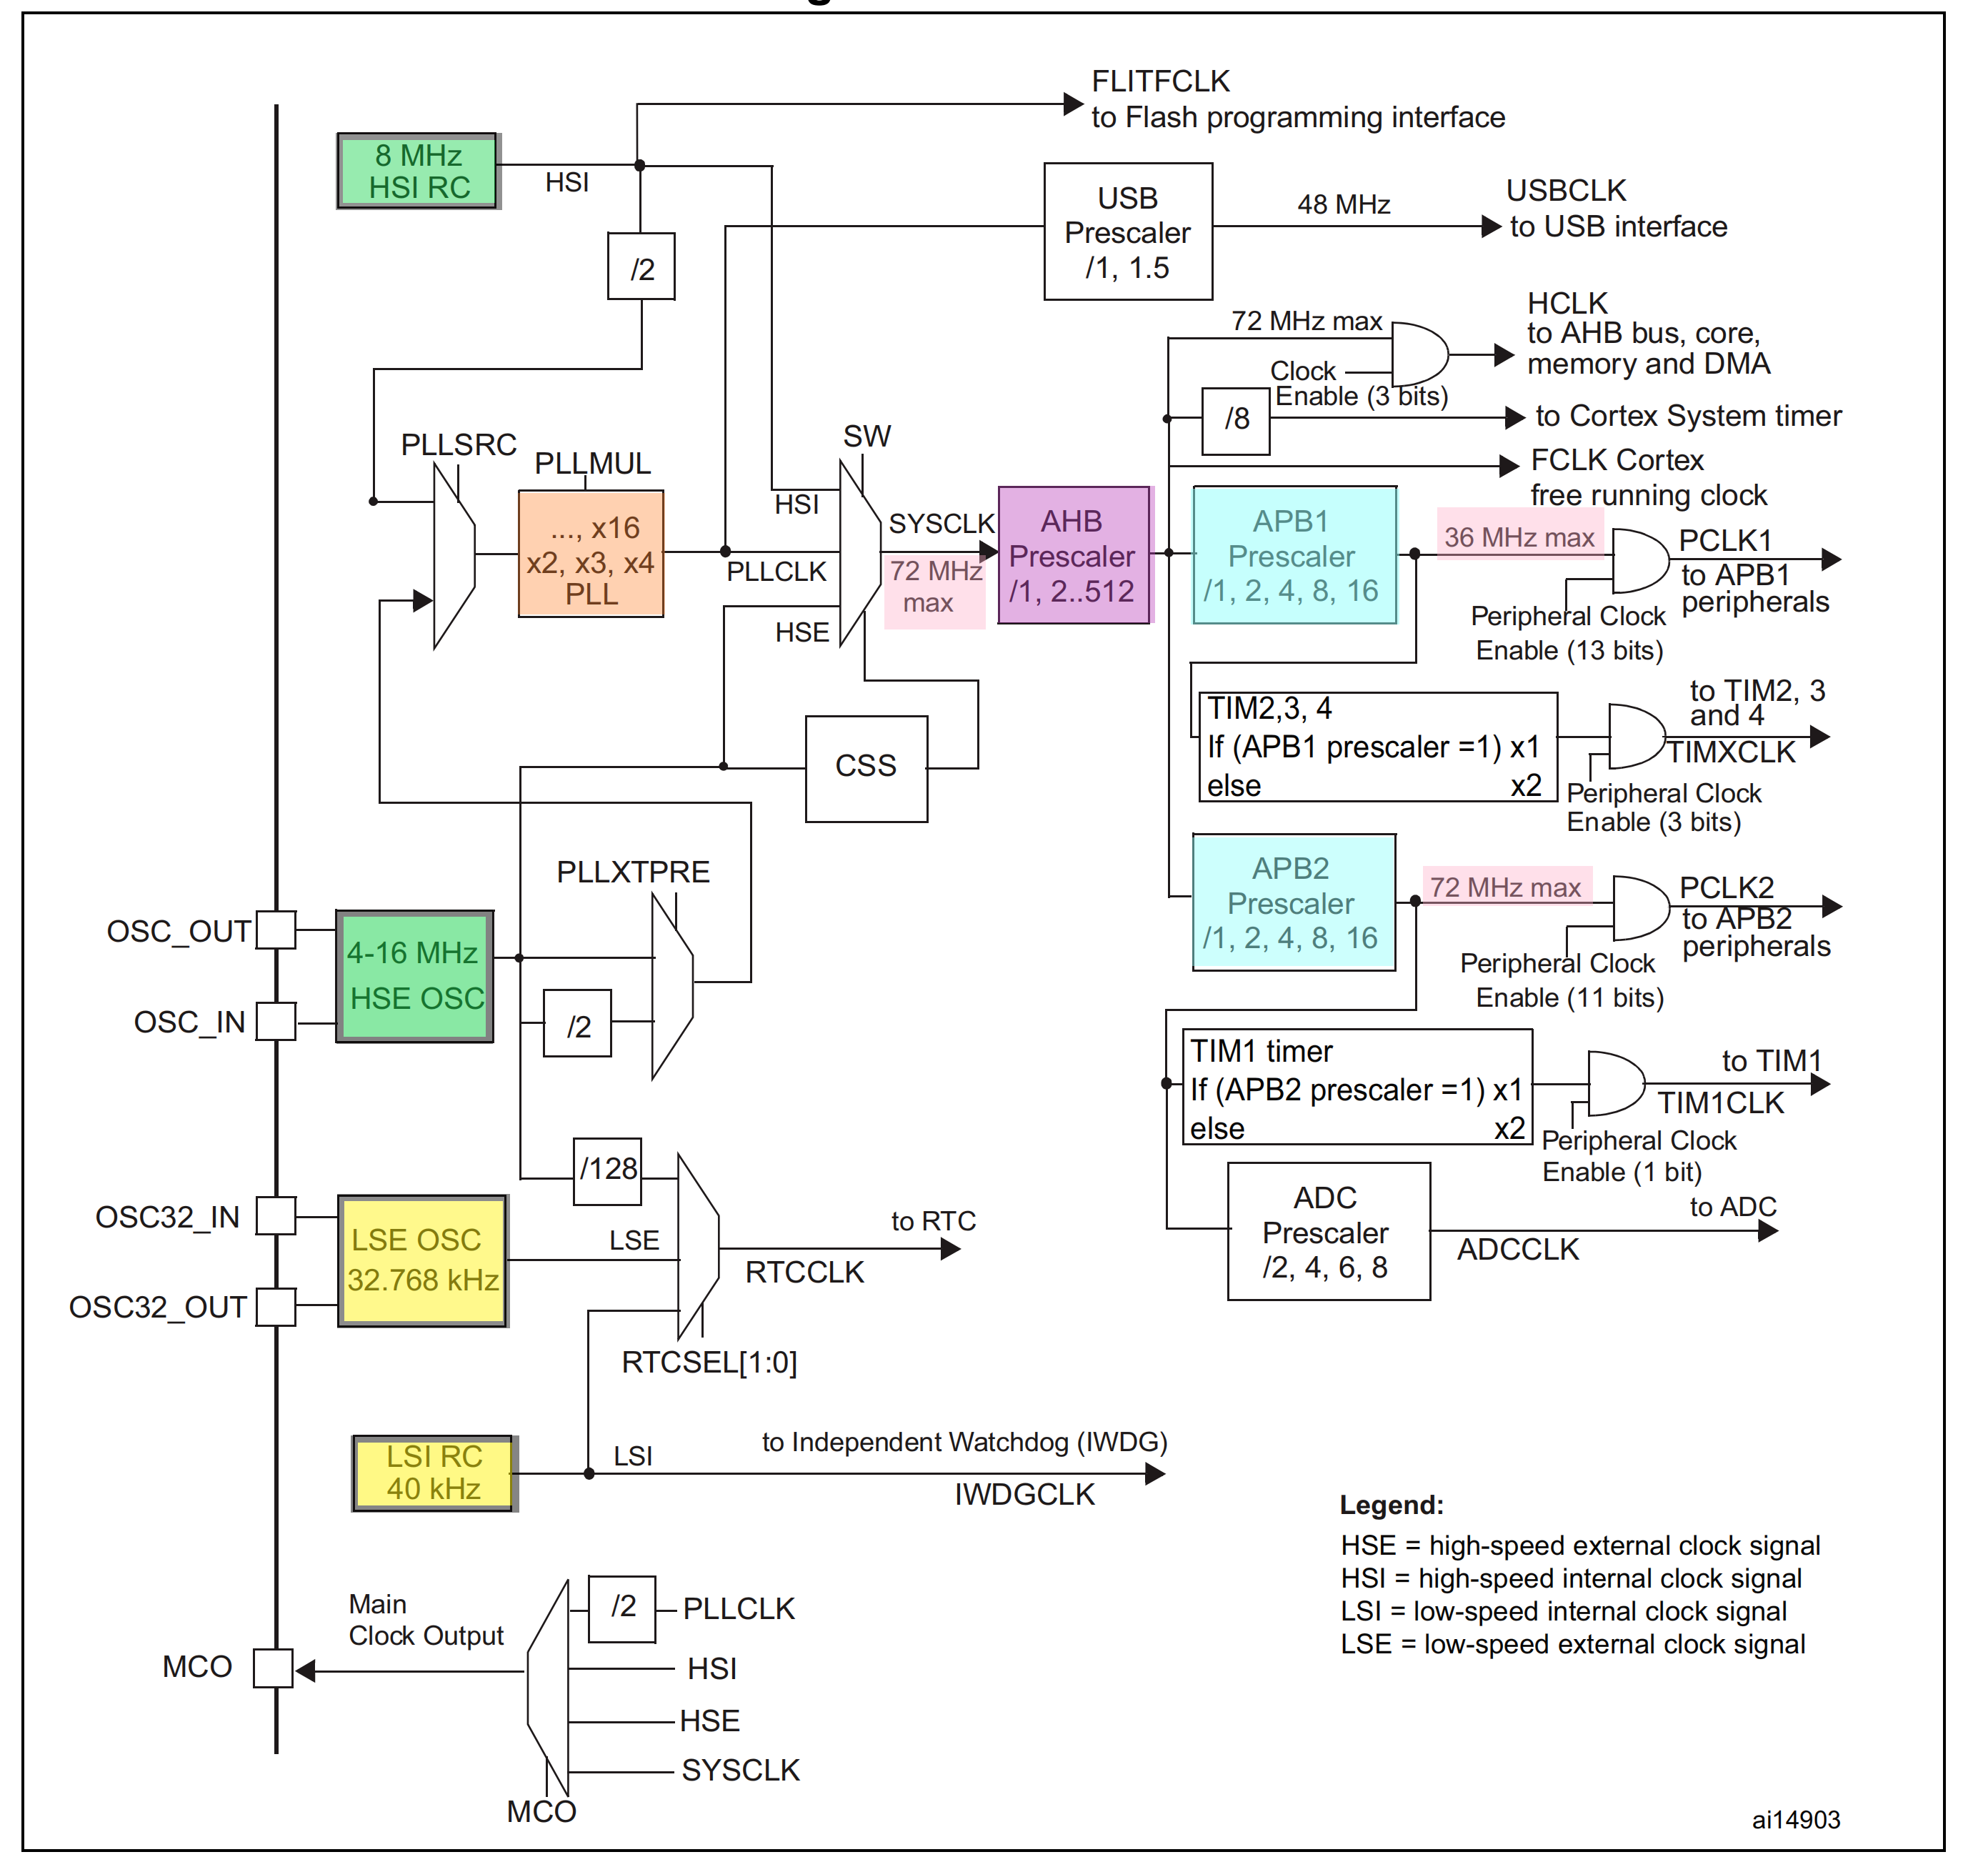 FLITFCLK
to Flash programming interface
8 MHz
HSI RC
HSI
/2
USB
Prescaler
/1, 1.5
48 MHz
USBCLK
to USB interface
72 MHz max
Clock
Enable (3 bits)
HCLK
to AHB bus, core,
memory and DMA
/8
to Cortex System timer
FCLK Cortex
free running clock
PLLSRC
PLLMUL
..., x16
x2, x3, x4
PLL
SW
HSI
PLLCLK
HSE
SYSCLK
72 MHz
max
AHB
Prescaler
/1, 2..512
APB1
Prescaler
/1, 2, 4, 8, 16
36 MHz max
PCLK1
to APB1
peripherals
Peripheral Clock
Enable (13 bits)
TIM2,3, 4
If (APB1 prescaler =1) x1
else x2
to TIM2, 3
and 4
TIMXCLK
Peripheral Clock
Enable (3 bits)
CSS
PLLXTPRE
OSC_OUT
OSC_IN
4-16 MHz
HSE OSC
/2
APB2
Prescaler
/1, 2, 4, 8, 16
72 MHz max
PCLK2
to APB2
peripherals
Peripheral Clock
Enable (11 bits)
TIM1 timer
If (APB2 prescaler =1) x1
else x2
to TIM1
TIM1CLK
Peripheral Clock
Enable (1 bit)
ADC
Prescaler
/2, 4, 6, 8
to ADC
ADCCLK
/128
OSC32_IN
OSC32_OUT
LSE OSC
32.768 kHz
LSE
to RTC
RTCCLK
RTCSEL[1:0]
LSI RC
40 kHz
LSI
to Independent Watchdog (IWDG)
IWDGCLK
Legend:
HSE = high-speed external clock signal
HSI = high-speed internal clock signal
LSI = low-speed internal clock signal
LSE = low-speed external clock signal
Main
Clock Output
MCO
/2
PLLCLK
HSI
HSE
SYSCLK
MCO
ai14903